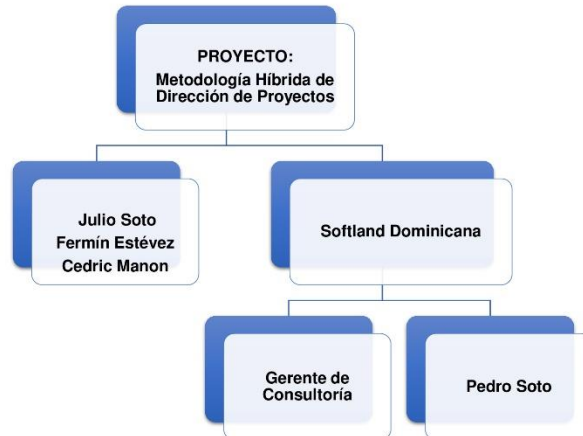 PROYECTO:
Metodología Híbrida de
Dirección de Proyectos
Julio Soto
Fermín Estévez
Cedric Manon
Softland Dominicana
Gerente de
Consultoría
Pedro Soto